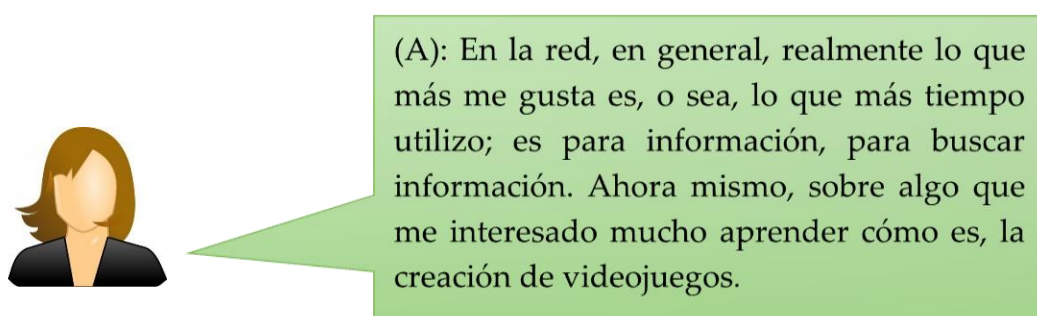 (A): En la red, en general, realmente lo que
más me gusta es, o sea, lo que más tiempo
utilizo; es para información, para buscar
información. Ahora mismo, sobre algo que
me interesado mucho aprender cómo es, la
creación de videojuegos.